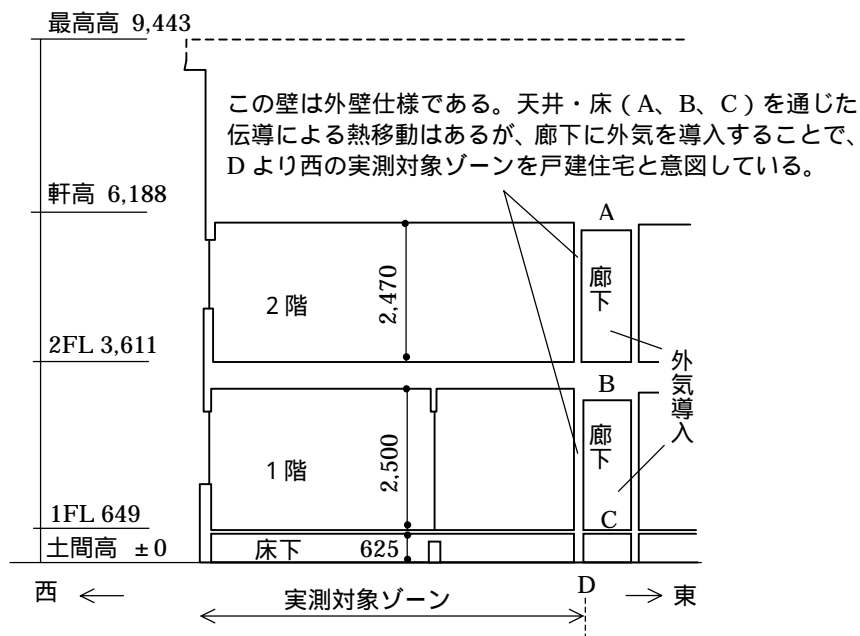 最高高 9,443
この壁は外壁仕様である。天井・床（A、B、C）を通じた
伝導による熱移動はあるが、廊下に外気を導入することで、
D より西の実測対象ゾーンを戸建住宅と意図している。
軒高 6,188
A
廊下
2階
2,470
2FL 3,611
外気導入
B
廊下
1階
2,500
1FL 649
C
土間高 ±0
床下
625
西
実測対象ゾーン
D
東